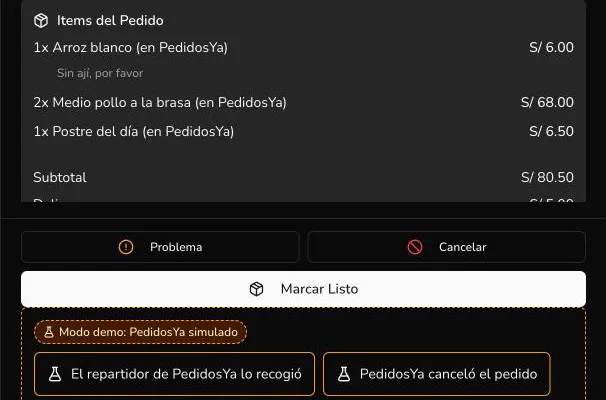 Items del Pedido
1x Arroz blanco (en PedidosYa) S/ 6.00
Sin ají, por favor
2x Medio pollo a la brasa (en PedidosYa) S/ 68.00
1x Postre del día (en PedidosYa) S/ 6.50
Subtotal S/ 80.50
Problema Cancelar
Marcar Listo
Modo demo: PedidosYa simulado
El repartidor de PedidosYa lo recogió PedidosYa canceló el pedido